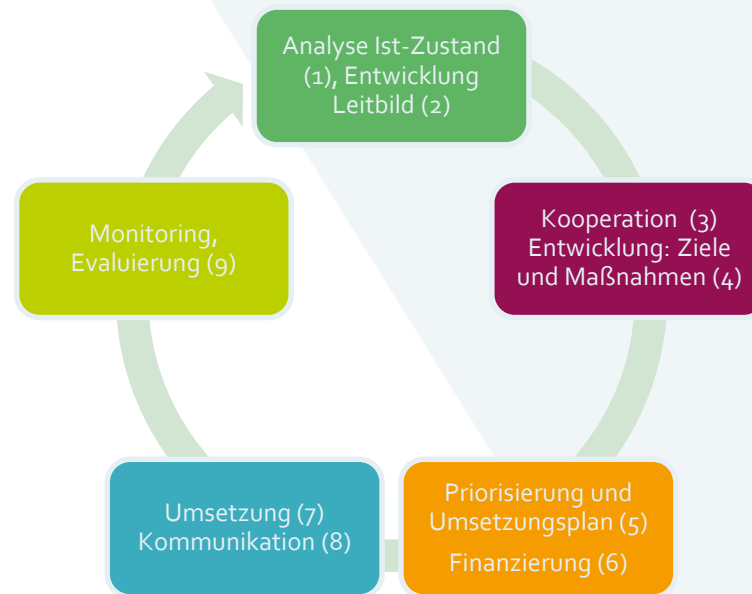 Analyse Ist-Zustand
(1), Entwicklung
Leitbild (2)
Kooperation (3)
Entwicklung: Ziele
und Maßnahmen (4)
Priorisierung und
Umsetzungsplan (5)
Finanzierung (6)
Umsetzung (7)
Kommunikation (8)
Monitoring,
Evaluierung (9)